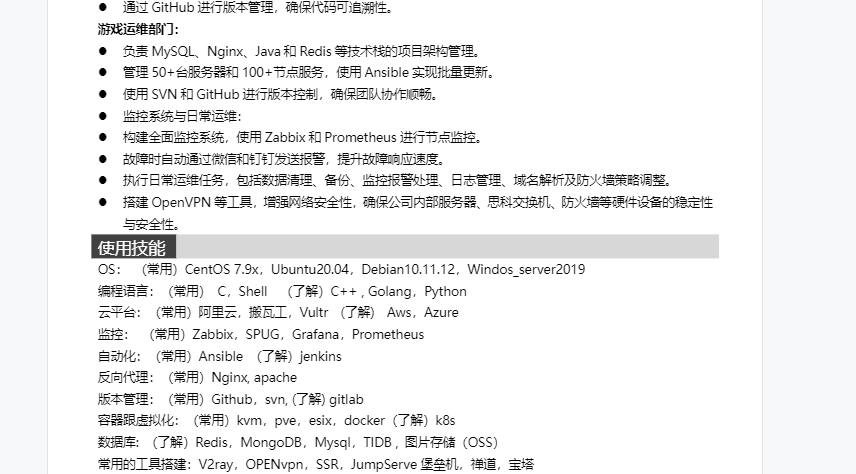 ● 通过 GitHub 进行版本管理，确保代码可追溯性。
游戏运维部门：
● 负责 MySQL、Nginx、Java 和 Redis 等技术栈的项目架构管理。
● 管理 50+台服务器和 100+节点服务，使用 Ansible 实现批量更新。
● 使用 SVN 和 GitHub 进行版本控制，确保团队协作顺畅。
● 监控系统与日常运维：
● 构建全面监控系统，使用 Zabbix 和 Prometheus 进行节点监控。
● 故障时自动通过微信和钉钉发送报警，提升故障响应速度。
● 执行日常运维任务，包括数据清理、备份、监控报警处理、日志管理、域名解析及防火墙策略调整。
● 搭建 OpenVPN 等工具，增强网络安全性，确保公司内部服务器、思科交换机、防火墙等硬件设备的稳定性
与安全性。
使用技能
OS： （常用）CentOS 7.9x，Ubuntu20.04，Debian10.11.12，Windos_server2019
编程语言：（常用） C，Shell （了解）C++ , Golang，Python
云平台：（常用）阿里云，搬瓦工，Vultr （了解） Aws，Azure
监控： （常用）Zabbix，SPUG，Grafana，Prometheus
自动化：（常用）Ansible （了解）jenkins
反向代理：（常用）Nginx, apache
版本管理：（常用）Github，svn, (了解) gitlab
容器跟虚拟化：（常用）kvm，pve，esix，docker（了解）k8s
数据库:（了解）Redis，MongoDB，Mysql，TIDB , 图片存储（OSS）
常用的工具搭建：V2ray，OPENvpn，SSR，JumpServe 堡垒机，禅道，宝塔